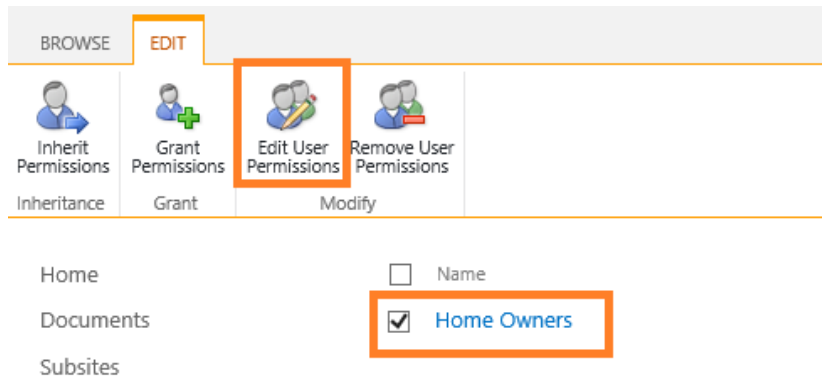 BROWSE EDIT
Inherit Permissions
Grant Permissions
Edit User Permissions
Remove User Permissions
Inheritance Grant Modify
Home Name
Documents Home Owners
Subsites